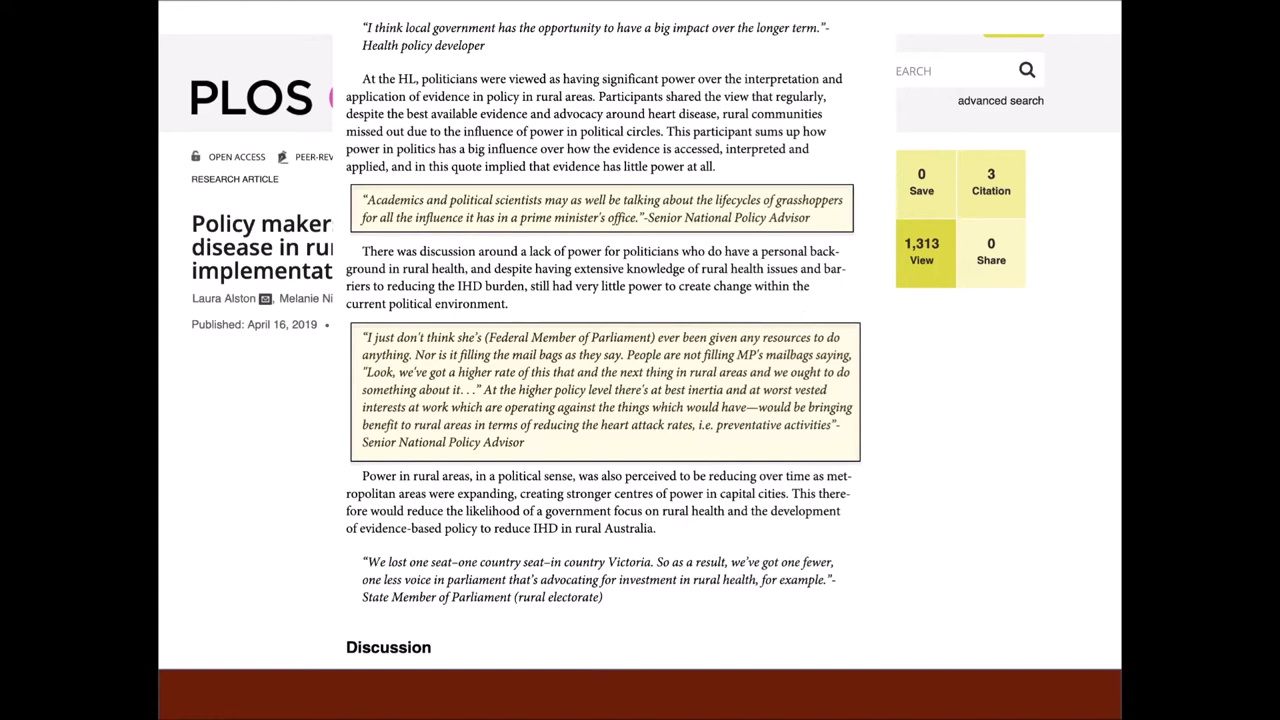 “I think local government has the opportunity to have a big impact over the longer term.”-
Health policy developer
At the HL, politicians were viewed as having significant power over the interpretation and
application of evidence in policy in rural areas. Participants shared the view that regularly,
despite the best available evidence and advocacy around heart disease, rural communities
missed out due to the influence of power in political circles. This participant sums up how
power in politics has a big influence over how the evidence is accessed, interpreted and
applied, and in this quote implied that evidence has little power at all.
“Academics and political scientists may as well be talking about the lifecycles of grasshoppers
for all the influence it has in a prime minister's office.”-Senior National Policy Advisor
There was discussion around a lack of power for politicians who do have a personal back-
ground in rural health, and despite having extensive knowledge of rural health issues and bar-
riers to reducing the IHD burden, still had very little power to create change within the
current political environment.
“I just don't think she's (Federal Member of Parliament) ever been given any resources to do
anything. Nor is it filling the mail bags as they say. People are not filling MP's mailbags saying,
"Look, we've got a higher rate of this that and the next thing in rural areas and we ought to do
something about it. . .” At the higher policy level there's at best inertia and at worst vested
interests at work which are operating against the things which would have—would be bringing
benefit to rural areas in terms of reducing the heart attack rates, i.e. preventative activities”-
Senior National Policy Advisor
Power in rural areas, in a political sense, was also perceived to be reducing over time as met-
ropolitan areas were expanding, creating stronger centres of power in capital cities. This there-
fore would reduce the likelihood of a government focus on rural health and the development
of evidence-based policy to reduce IHD in rural Australia.
“We lost one seat–one country seat–in country Victoria. So as a result, we've got one fewer,
one less voice in parliament that's advocating for investment in rural health, for example.”-
State Member of Parliament (rural electorate)
Discussion
PLOS
OPEN ACCESS PEER-REV
RESEARCH ARTICLE
Policy maker
disease in rur
implementat
Laura Alston, Melanie Ni
Published: April 16, 2019 •
EARCH
advanced search
0
Save
3
Citation
1,313
View
0
Share